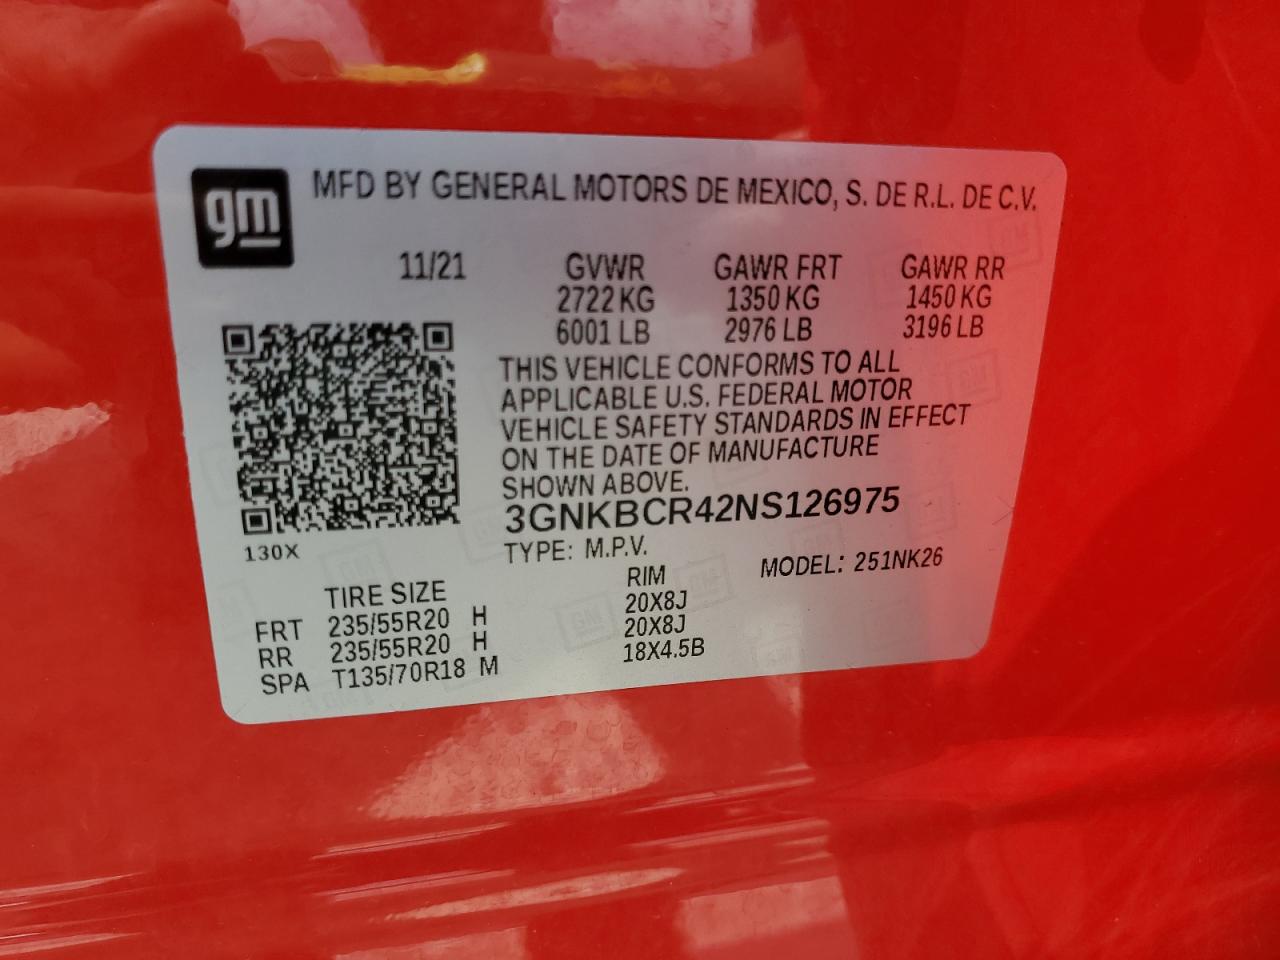 gm
MFD BY GENERAL MOTORS DE MEXICO, S. DE R.L. DE C.V.
11/21 GVWR GAWR FRT GAWR RR
2722 KG 1350 KG 1450 KG
6001 LB 2976 LB 3196 LB
THIS VEHICLE CONFORMS TO ALL
APPLICABLE U.S. FEDERAL MOTOR
VEHICLE SAFETY STANDARDS IN EFFECT
ON THE DATE OF MANUFACTURE
SHOWN ABOVE.
3GNKBCR42NS126975
130X
TYPE: M.P.V. MODEL: 251NK26
TIRE SIZE RIM
FRT 235/55R20 H 20X8J
RR 235/55R20 H 20X8J
SPA T135/70R18 M 18X4.5B